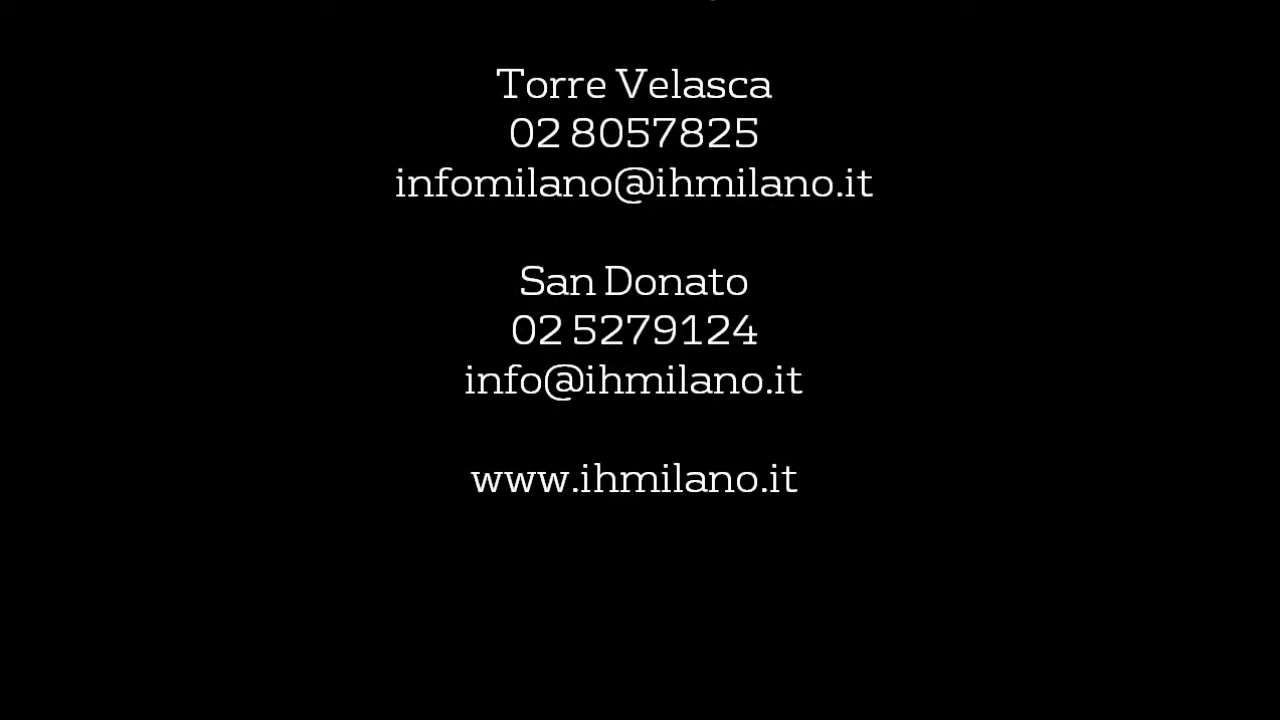 Torre Velasca
02 8057825
infomilano@ihmilano.it
San Donato
02 5279124
info@ihmilano.it
www.ihmilano.it